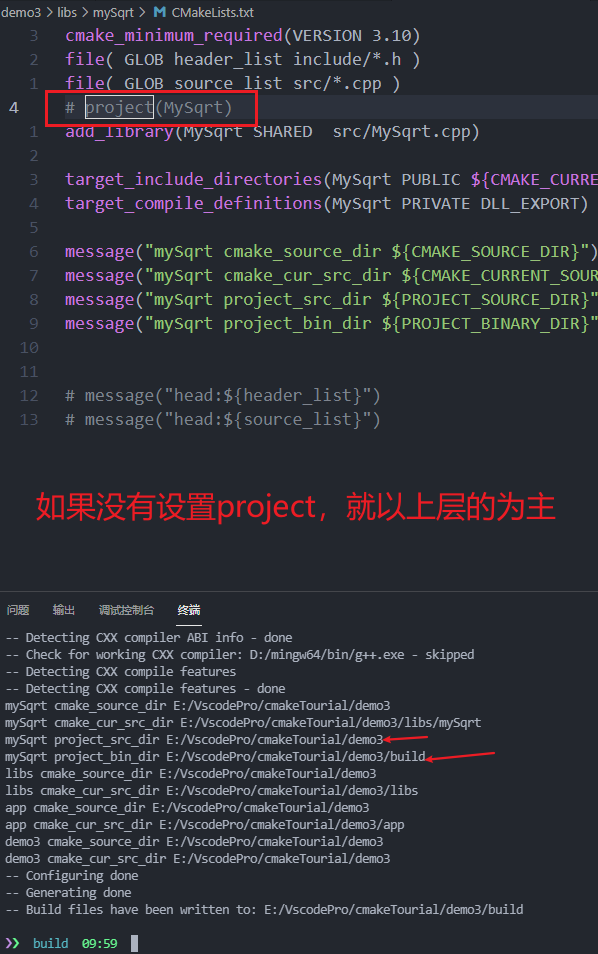 demo3 > libs > mySqrt > M CMakeLists.txt
3 cmake_minimum_required(VERSION 3.10)
2 file( GLOB header_list include/*.h )
1 file( GLOB source_list src/*.cpp )
4 # project(MySqrt)
1 add_library(MySqrt SHARED  src/MySqrt.cpp)
2
3 target_include_directories(MySqrt PUBLIC ${CMAKE_CURRE
4 target_compile_definitions(MySqrt PRIVATE DLL_EXPORT)
5
6 message("mySqrt cmake_source_dir ${CMAKE_SOURCE_DIR}")
7 message("mySqrt cmake_cur_src_dir ${CMAKE_CURRENT_SOUR
8 message("mySqrt project_src_dir ${PROJECT_SOURCE_DIR}"
9 message("mySqrt project_bin_dir ${PROJECT_BINARY_DIR}"
10
11
12 # message("head:${header_list}")
13 # message("head:${source_list}")
如果没有设置project，就以上层的为主
问题 输出 调试控制台 终端
-- Detecting CXX compiler ABI info - done
-- Check for working CXX compiler: D:/mingw64/bin/g++.exe - skipped
-- Detecting CXX compile features
-- Detecting CXX compile features - done
mySqrt cmake_source_dir E:/VscodePro/cmakeTourial/demo3
mySqrt cmake_cur_src_dir E:/VscodePro/cmakeTourial/demo3/libs/mySqrt
mySqrt project_src_dir E:/VscodePro/cmakeTourial/demo3
mySqrt project_bin_dir E:/VscodePro/cmakeTourial/demo3/build
libs cmake_source_dir E:/VscodePro/cmakeTourial/demo3
libs cmake_cur_src_dir E:/VscodePro/cmakeTourial/demo3/libs
app cmake_source_dir E:/VscodePro/cmakeTourial/demo3
app cmake_cur_src_dir E:/VscodePro/cmakeTourial/demo3/app
demo3 cmake_source_dir E:/VscodePro/cmakeTourial/demo3
demo3 cmake_cur_src_dir E:/VscodePro/cmakeTourial/demo3
-- Configuring done
-- Generating done
-- Build files have been written to: E:/VscodePro/cmakeTourial/demo3/build
❯❯ build 09:59